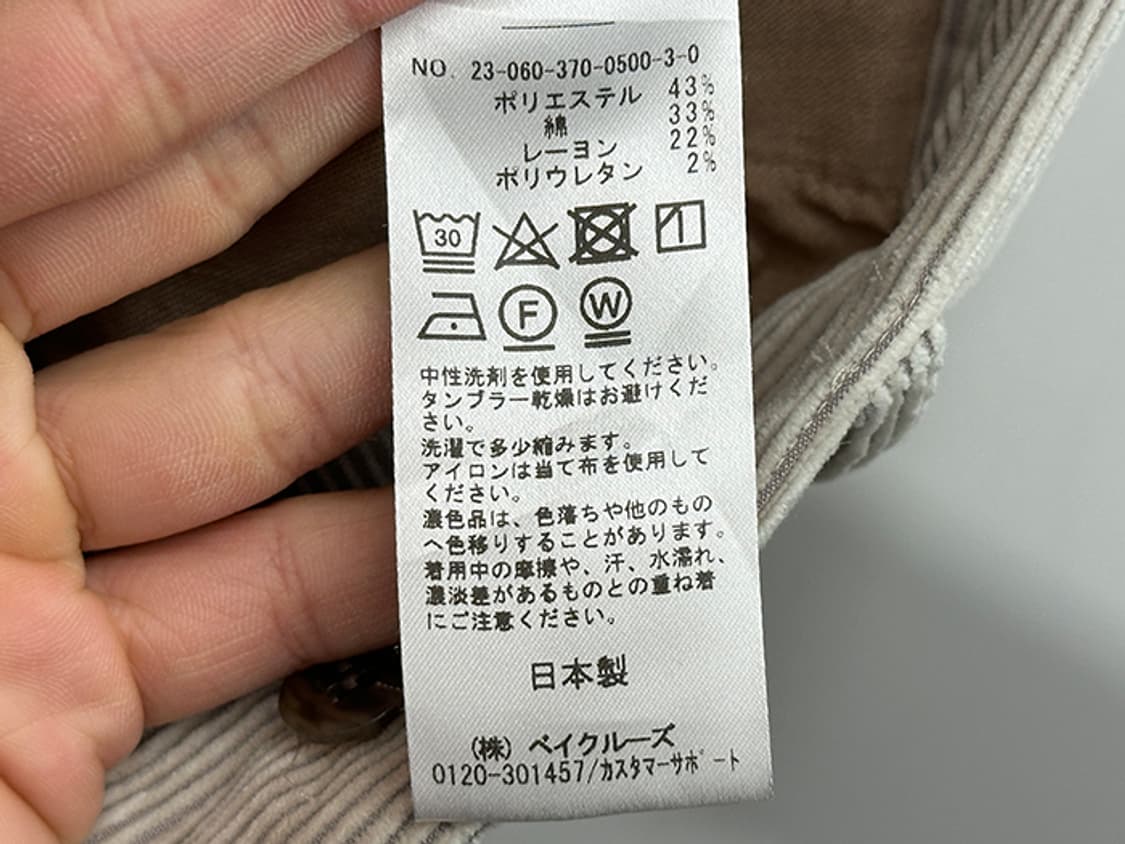 NO. 23-060-370-0500-3-0
ポリエステル 43%
綿 33%
レーヨン 22%
ポリウレタン 2%
30
F W
中性洗剤を使用してください。
タンブラー乾燥はお避けくだ
さい。
洗濯で多少縮みます。
アイロンは当て布を使用して
ください。
濃色品は、色落ちや他のもの
へ色移りすることがあります。
着用中の摩擦や、汗、水濡れ、
濃淡差があるものとの重ね着
にご注意ください。
日本製
(株) ベイクルーズ
0120-301457/カスタマーサポート